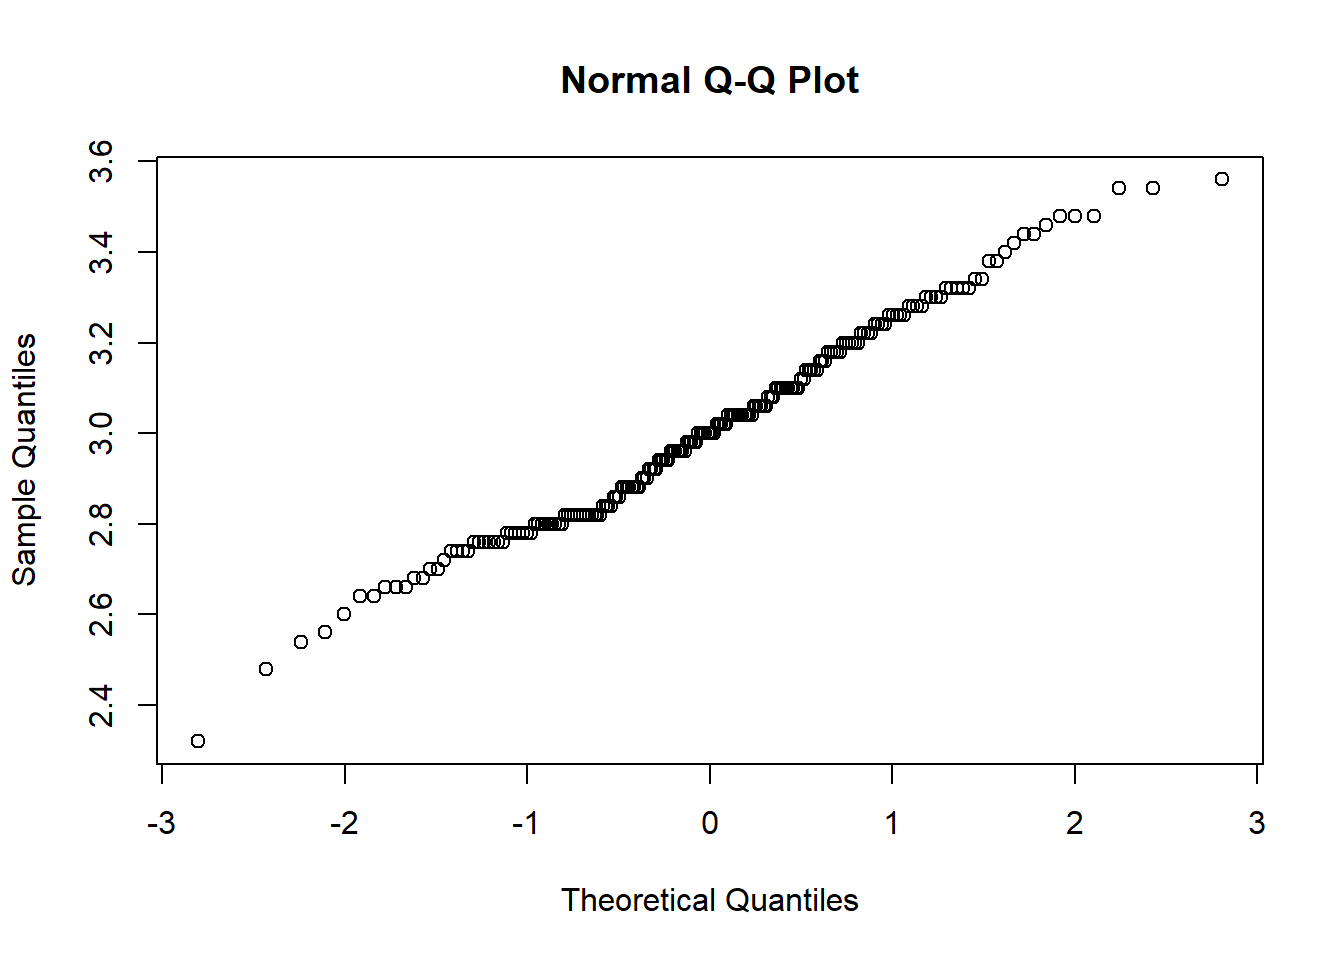 Normal Q-Q Plot
Sample Quantiles
3.6
3.4
3.2
3.0
2.8
2.6
2.4
-3 -2 -1 0 1 2 3
Theoretical Quantiles